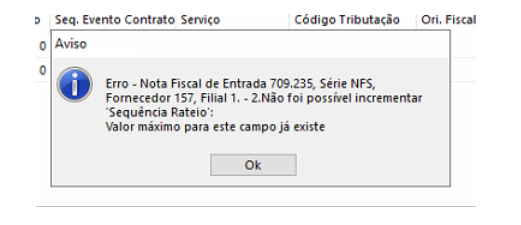 o Seq. Evento Contrato Serviço Código Tributação Ori. Fiscal
0 Aviso
0
Erro - Nota Fiscal de Entrada 709.235, Série NFS,
Fornecedor 157, Filial 1. - 2.Não foi possível incrementar
'Sequência Rateio':
Valor máximo para este campo já existe
Ok